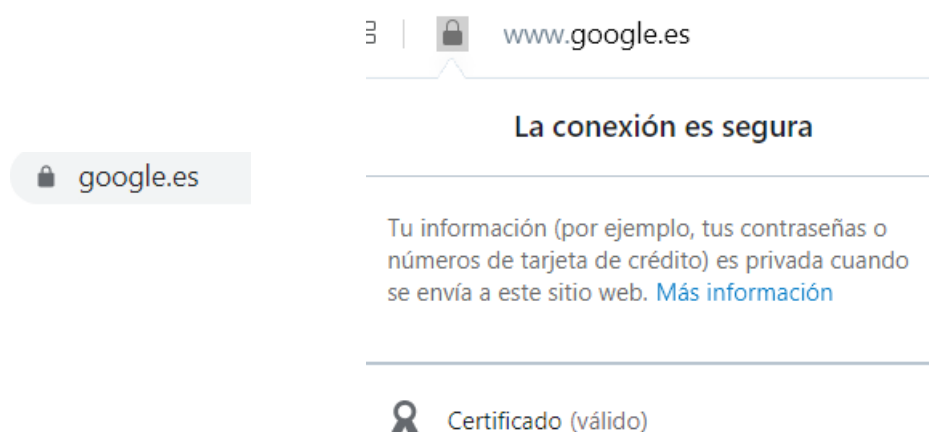 google.es
www.google.es
La conexión es segura
Tu información (por ejemplo, tus contraseñas o
números de tarjeta de crédito) es privada cuando
se envía a este sitio web. Más información
Certificado (válido)